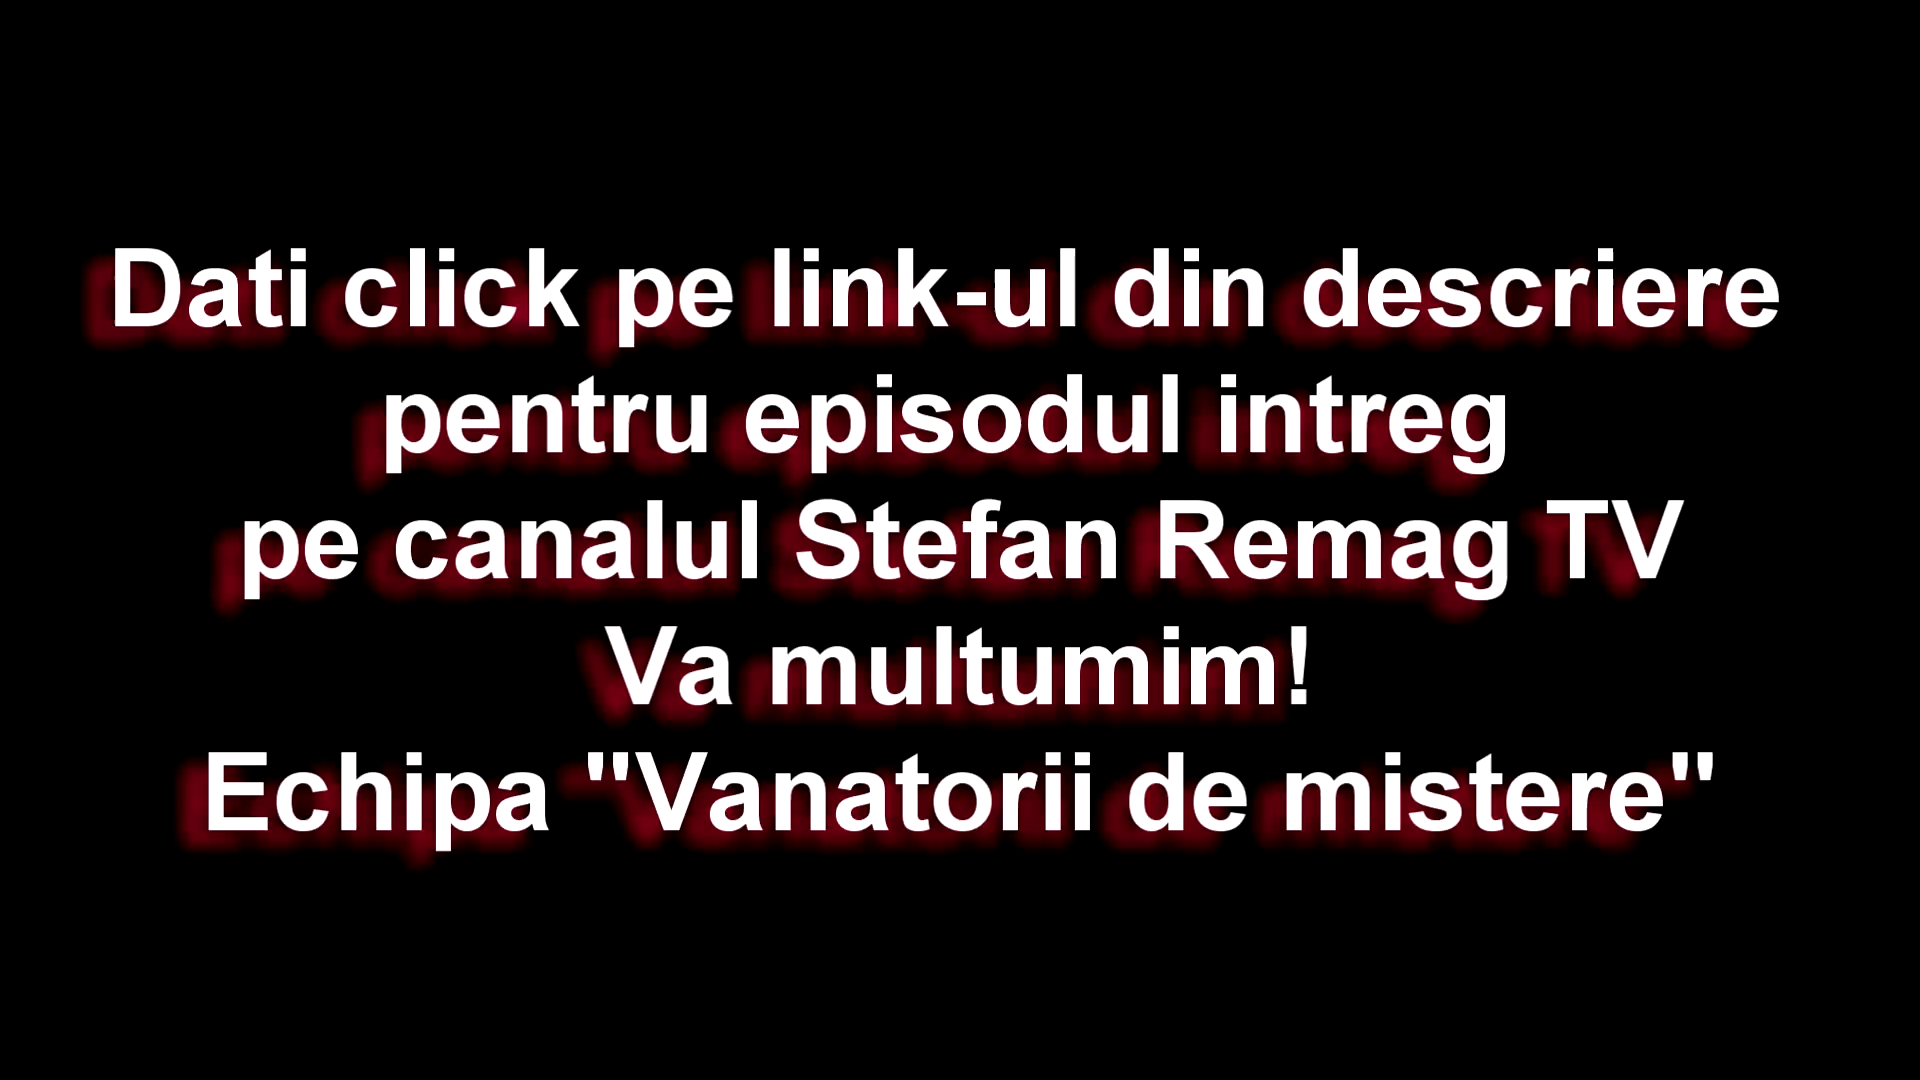 Dati click pe link-ul din descriere
pentru episodul intreg
pe canalul Stefan Remag TV
Va multumim!
Echipa "Vanatorii de mistere"